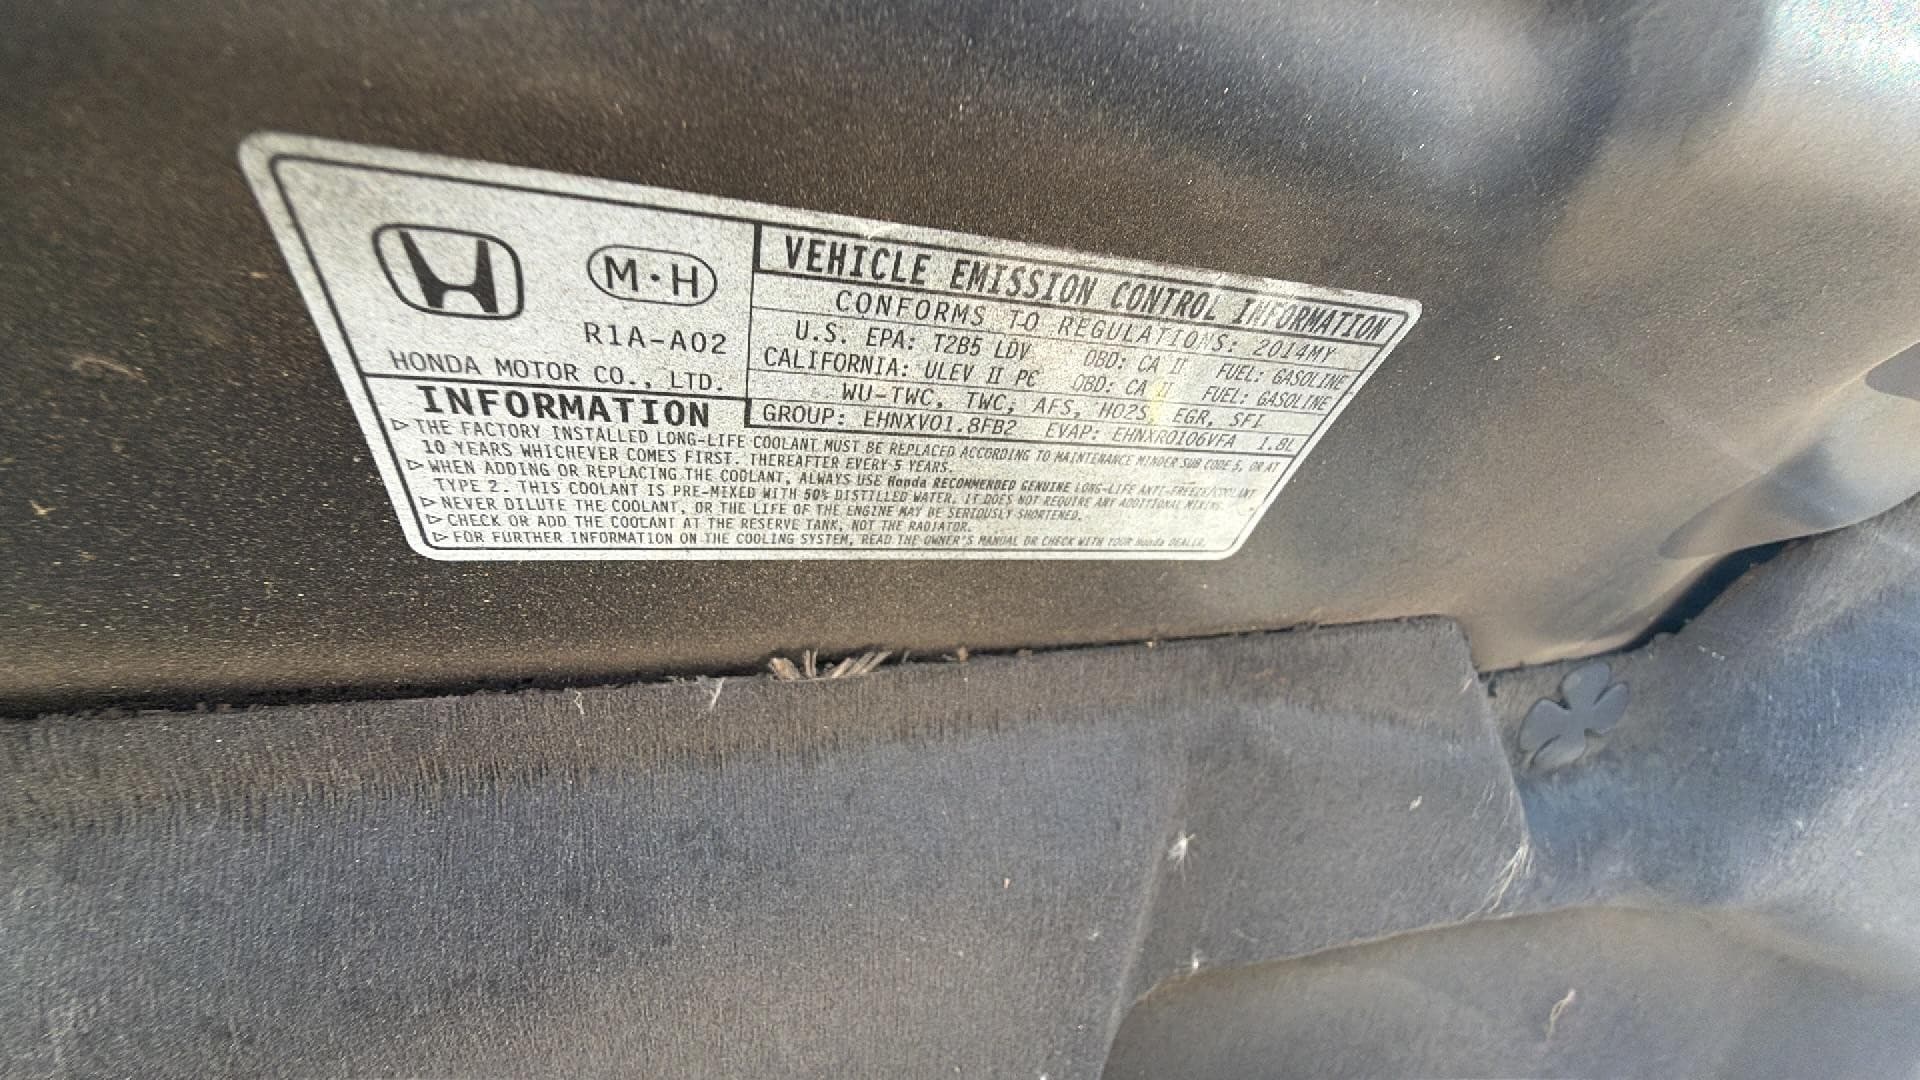 M·H
R1A-A02
HONDA MOTOR CO., LTD.
VEHICLE EMISSION CONTROL INFORMATION
CONFORMS TO REGULATIONS: 2014MY
U.S. EPA: T2B5 LDV OBD: CA II FUEL: GASOLINE
CALIFORNIA: ULEV II PC OBD: CA II FUEL: GASOLINE
WU-TWC, TWC, AFS, HO2S, EGR, SFI
GROUP: EHNXV01.8FB2 EVAP: EHNXR0106VFA 1.8L
INFORMATION
▷ THE FACTORY INSTALLED LONG-LIFE COOLANT MUST BE REPLACED ACCORDING TO MAINTENANCE MINDER SUB CODE 5, OR AT
10 YEARS WHICHEVER COMES FIRST. THEREAFTER EVERY 5 YEARS.
▷ WHEN ADDING OR REPLACING THE COOLANT, ALWAYS USE Honda RECOMMENDED GENUINE LONG-LIFE ANTI-FREEZE/COOLANT
TYPE 2. THIS COOLANT IS PRE-MIXED WITH 50% DISTILLED WATER. IT DOES NOT REQUIRE ANY ADDITIONAL MIXING.
▷ NEVER DILUTE THE COOLANT, OR THE LIFE OF THE ENGINE MAY BE SERIOUSLY SHORTENED.
▷ CHECK OR ADD THE COOLANT AT THE RESERVE TANK, NOT THE RADIATOR.
▷ FOR FURTHER INFORMATION ON THE COOLING SYSTEM, READ THE OWNER'S MANUAL OR CHECK WITH YOUR Honda DEALER.